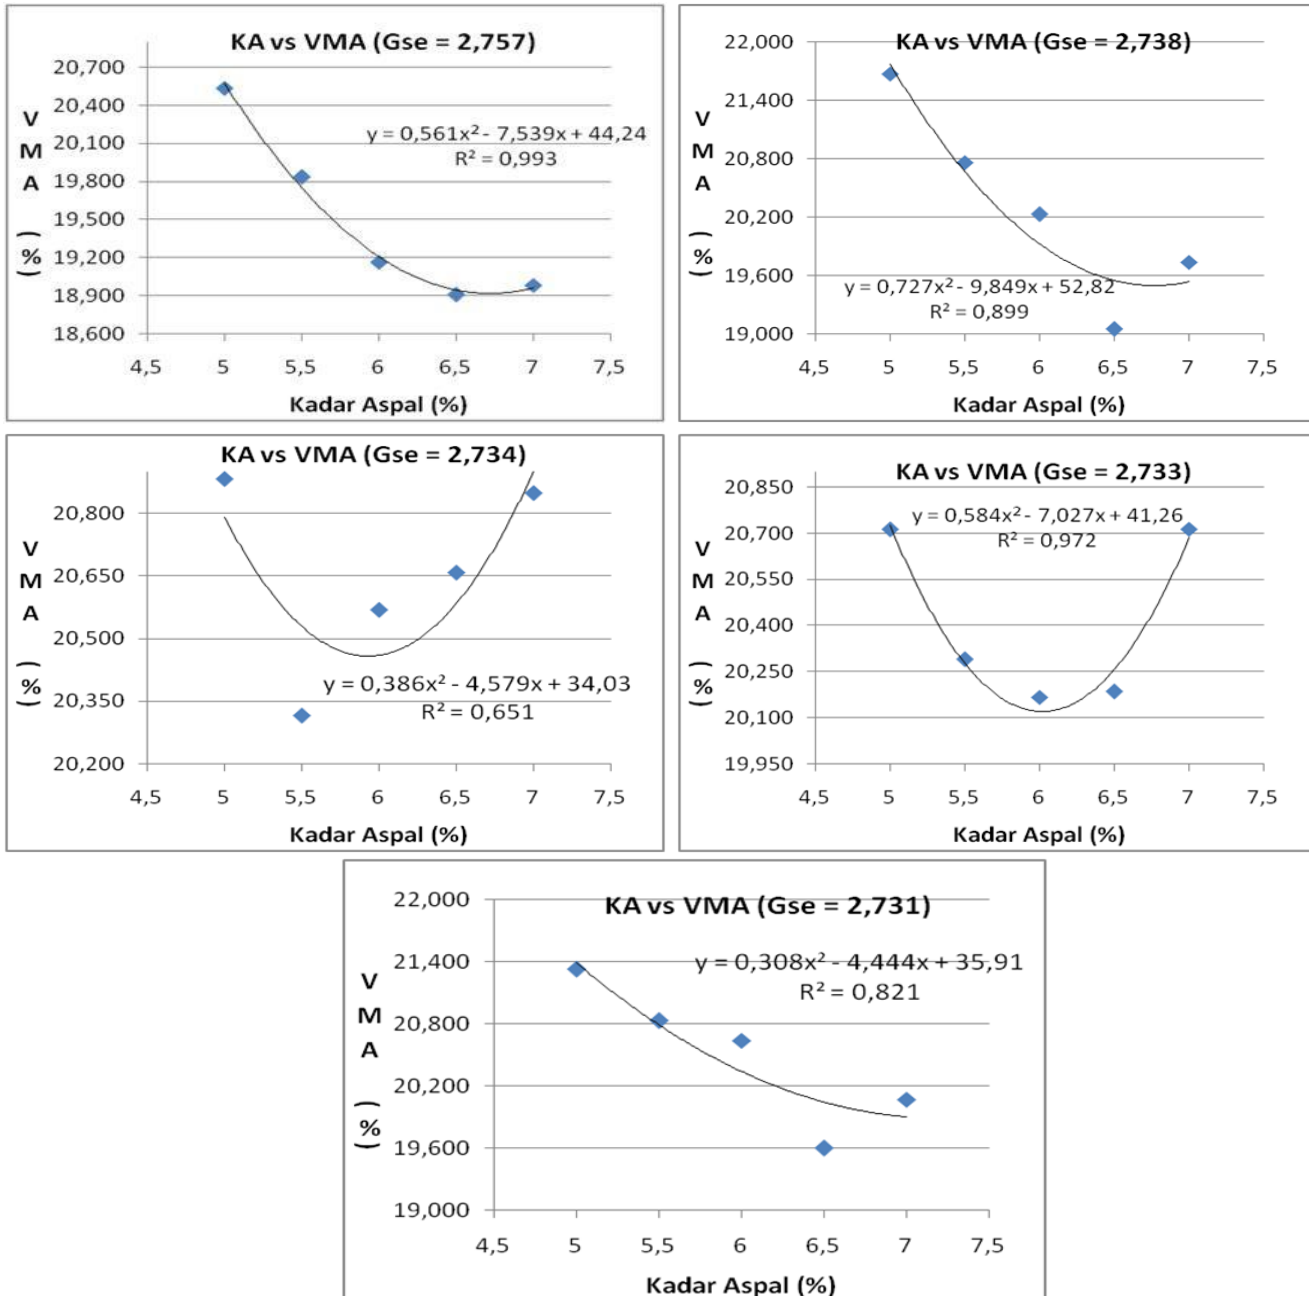 KA vs VMA (Gse = 2,757)
20,700
20,400
20,100
19,800
19,500
19,200
18,900
18,600
V M A (%)
y = 0,561x² - 7,539x + 44,24
R² = 0,993
4,5 5 5,5 6 6,5 7 7,5
Kadar Aspal (%)
KA vs VMA (Gse = 2,738)
22,000
21,400
20,800
20,200
19,600
19,000
V M A (%)
y = 0,727x² - 9,849x + 52,82
R² = 0,899
4,5 5 5,5 6 6,5 7 7,5
Kadar Aspal (%)
KA vs VMA (Gse = 2,734)
20,800
20,650
20,500
20,350
20,200
V M A (%)
y = 0,386x² - 4,579x + 34,03
R² = 0,651
4,5 5 5,5 6 6,5 7 7,5
Kadar Aspal (%)
KA vs VMA (Gse = 2,733)
20,850
20,700
20,550
20,400
20,250
20,100
19,950
V M A (%)
y = 0,584x² - 7,027x + 41,26
R² = 0,972
4,5 5 5,5 6 6,5 7 7,5
Kadar Aspal (%)
KA vs VMA (Gse = 2,731)
22,000
21,400
20,800
20,200
19,600
19,000
V M A (%)
y = 0,308x² - 4,444x + 35,91
R² = 0,821
4,5 5 5,5 6 6,5 7 7,5
Kadar Aspal (%)